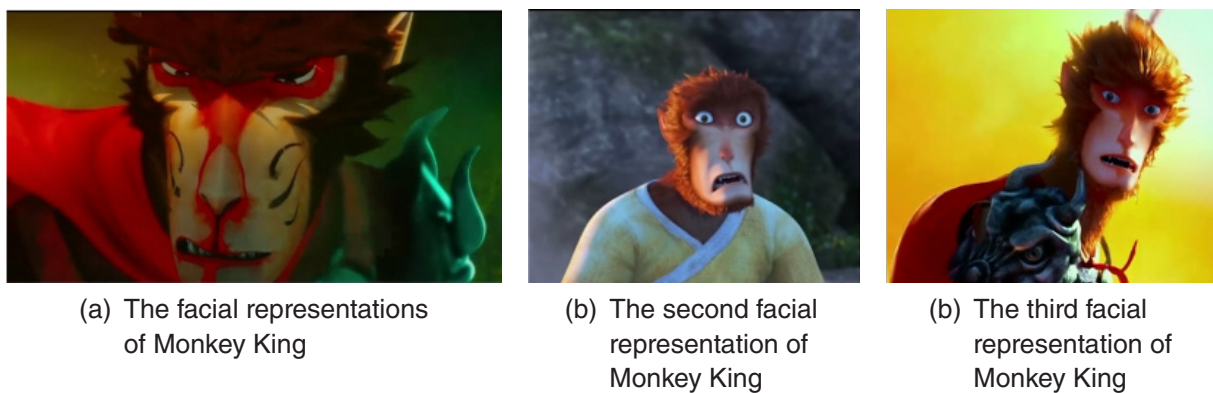 (a) The facial representations
of Monkey King
(b) The second facial
representation of
Monkey King
(b) The third facial
representation of
Monkey King